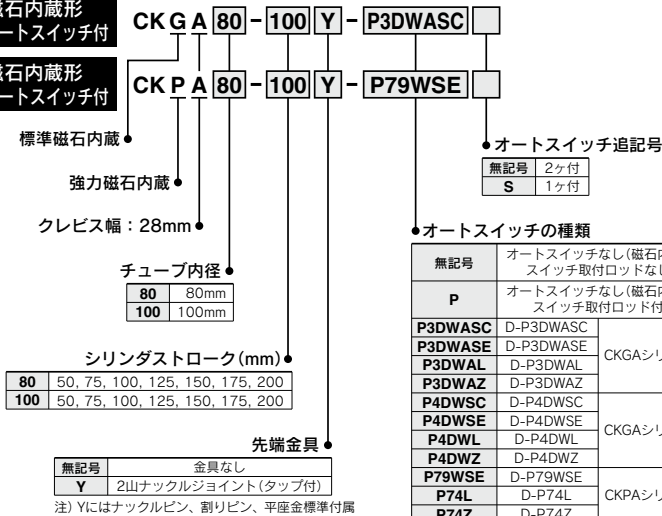 石内蔵形
ートスイッチ付
CK G A 80 - 100 Y - P3DWASC
石内蔵形
ートスイッチ付
CK P A 80 - 100 Y - P79WSE
標準磁石内蔵
強力磁石内蔵
クレビス幅：28mm
チューブ内径
80 80mm
100 100mm
シリンダストローク(mm)
80 50, 75, 100, 125, 150, 175, 200
100 50, 75, 100, 125, 150, 175, 200
先端金具
無記号 金具なし
Y 2山ナックルジョイント(タップ付)
注) Yにはナックルピン、割りピン、平座金標準付属
オートスイッチ追記号
無記号 2ヶ付
S 1ヶ付
オートスイッチの種類
無記号 オートスイッチなし(磁石内
スイッチ取付ロッドなし
P オートスイッチなし(磁石内
スイッチ取付ロッド付
P3DWASC D-P3DWASC CKGAシリ
P3DWASE D-P3DWASE
P3DWAL D-P3DWAL
P3DWAZ D-P3DWAZ
P4DWSC D-P4DWSC CKGAシリ
P4DWSE D-P4DWSE
P4DWL D-P4DWL
P4DWZ D-P4DWZ
P79WSE D-P79WSE CKPAシリ
P74L D-P74L
P74Z D-P74Z